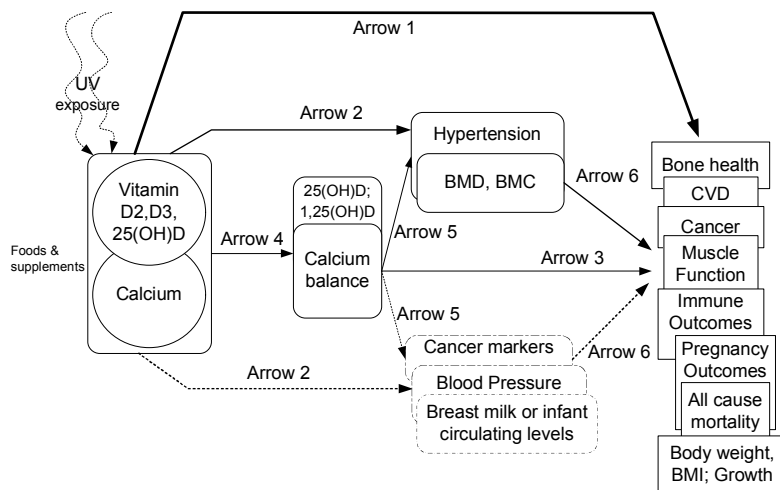 Arrow 1
UV
exposure
Arrow 2
Hypertension
BMD, BMC
Arrow 6
Bone health
CVD
Cancer
Muscle
Function
Immune
Outcomes
Pregnancy
Outcomes
All cause
mortality
Body weight,
BMI; Growth
Vitamin
D2,D3,
25(OH)D
Calcium
Foods &
supplements
Arrow 4
25(OH)D;
1,25(OH)D
Calcium
balance
Arrow 5
Arrow 3
Arrow 5
Cancer markers
Arrow 6
Blood Pressure
Arrow 2
Breast milk or infant
circulating levels